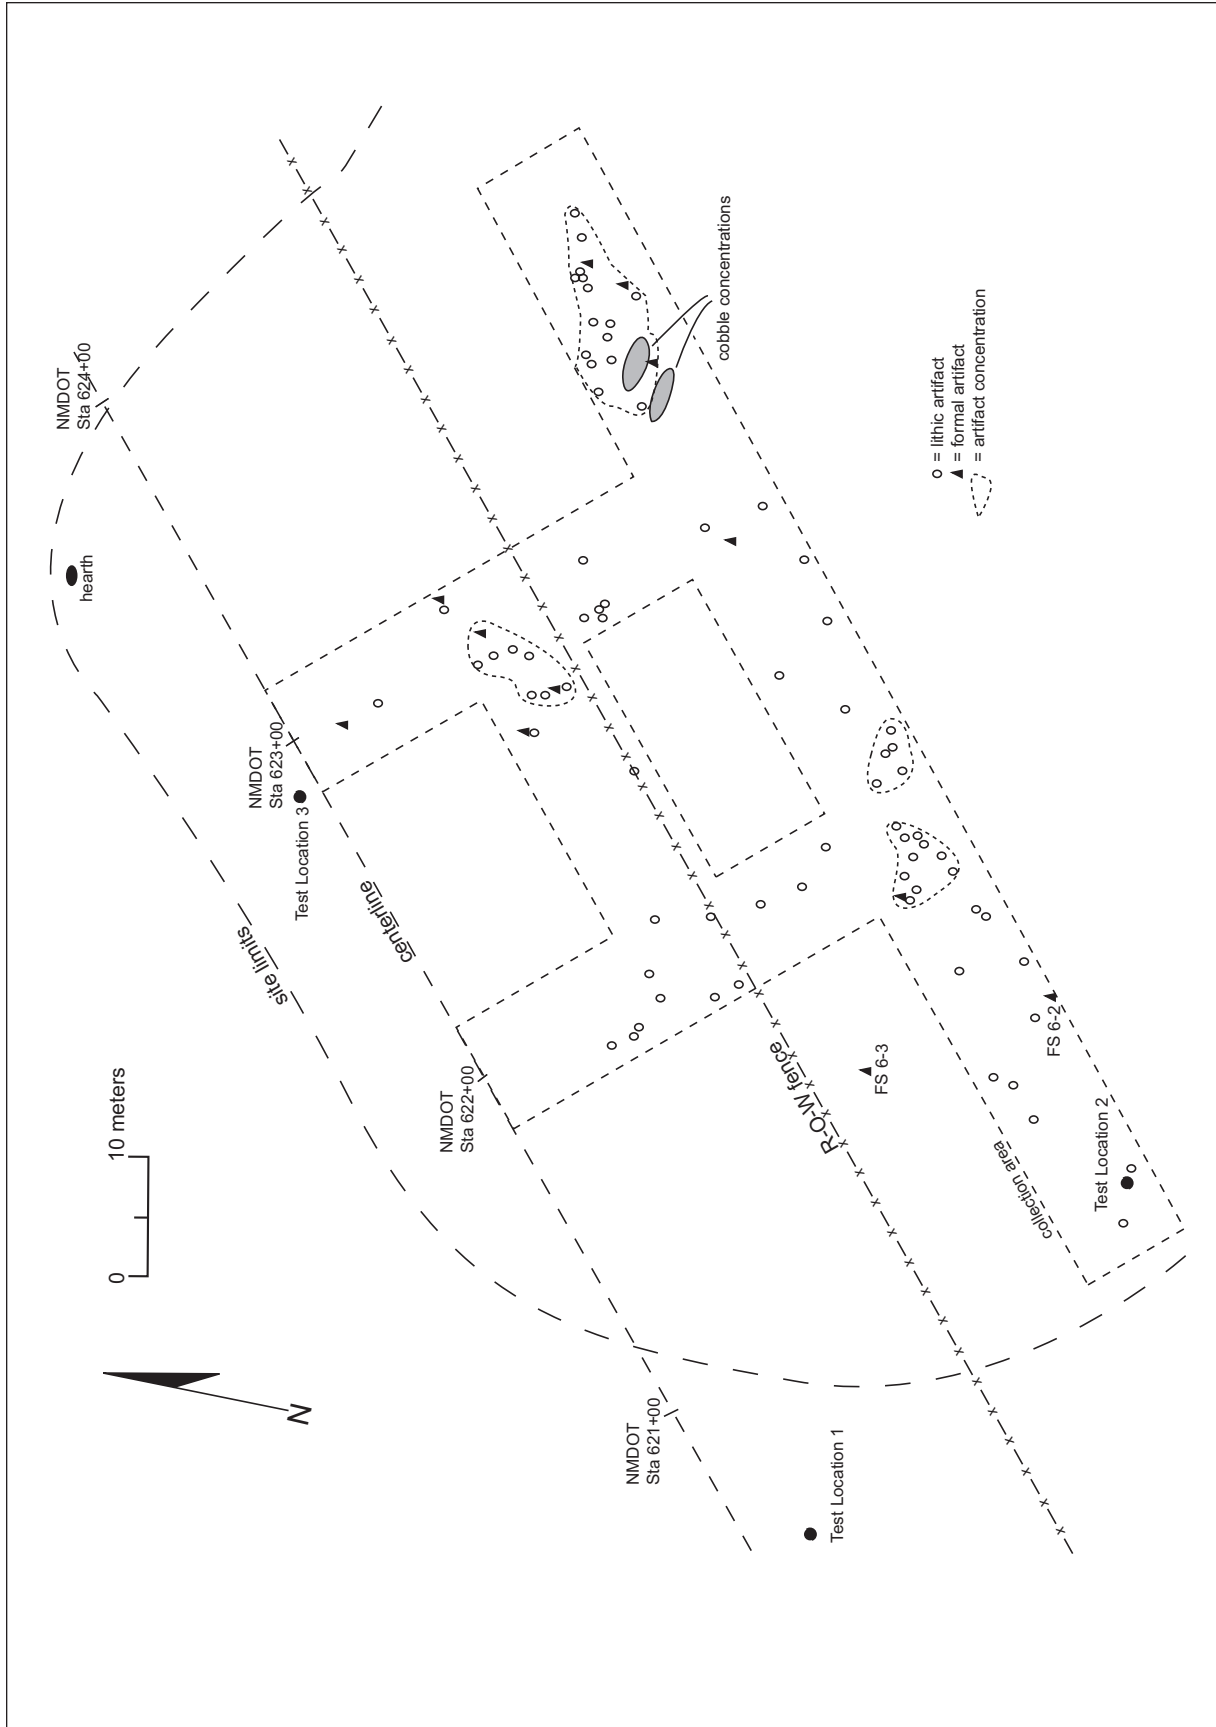 NMDOT
Sta 624+00
hearth
cobble concentrations
NMDOT
Sta 623+00
Test Location 3
= lithic artifact
= formal artifact
= artifact concentration
site limits
centerline
NMDOT
Sta 622+00
R-O-W fence
FS 6-3
FS 6-2
collection area
Test Location 2
0
10 meters
N
NMDOT
Sta 621+00
Test Location 1